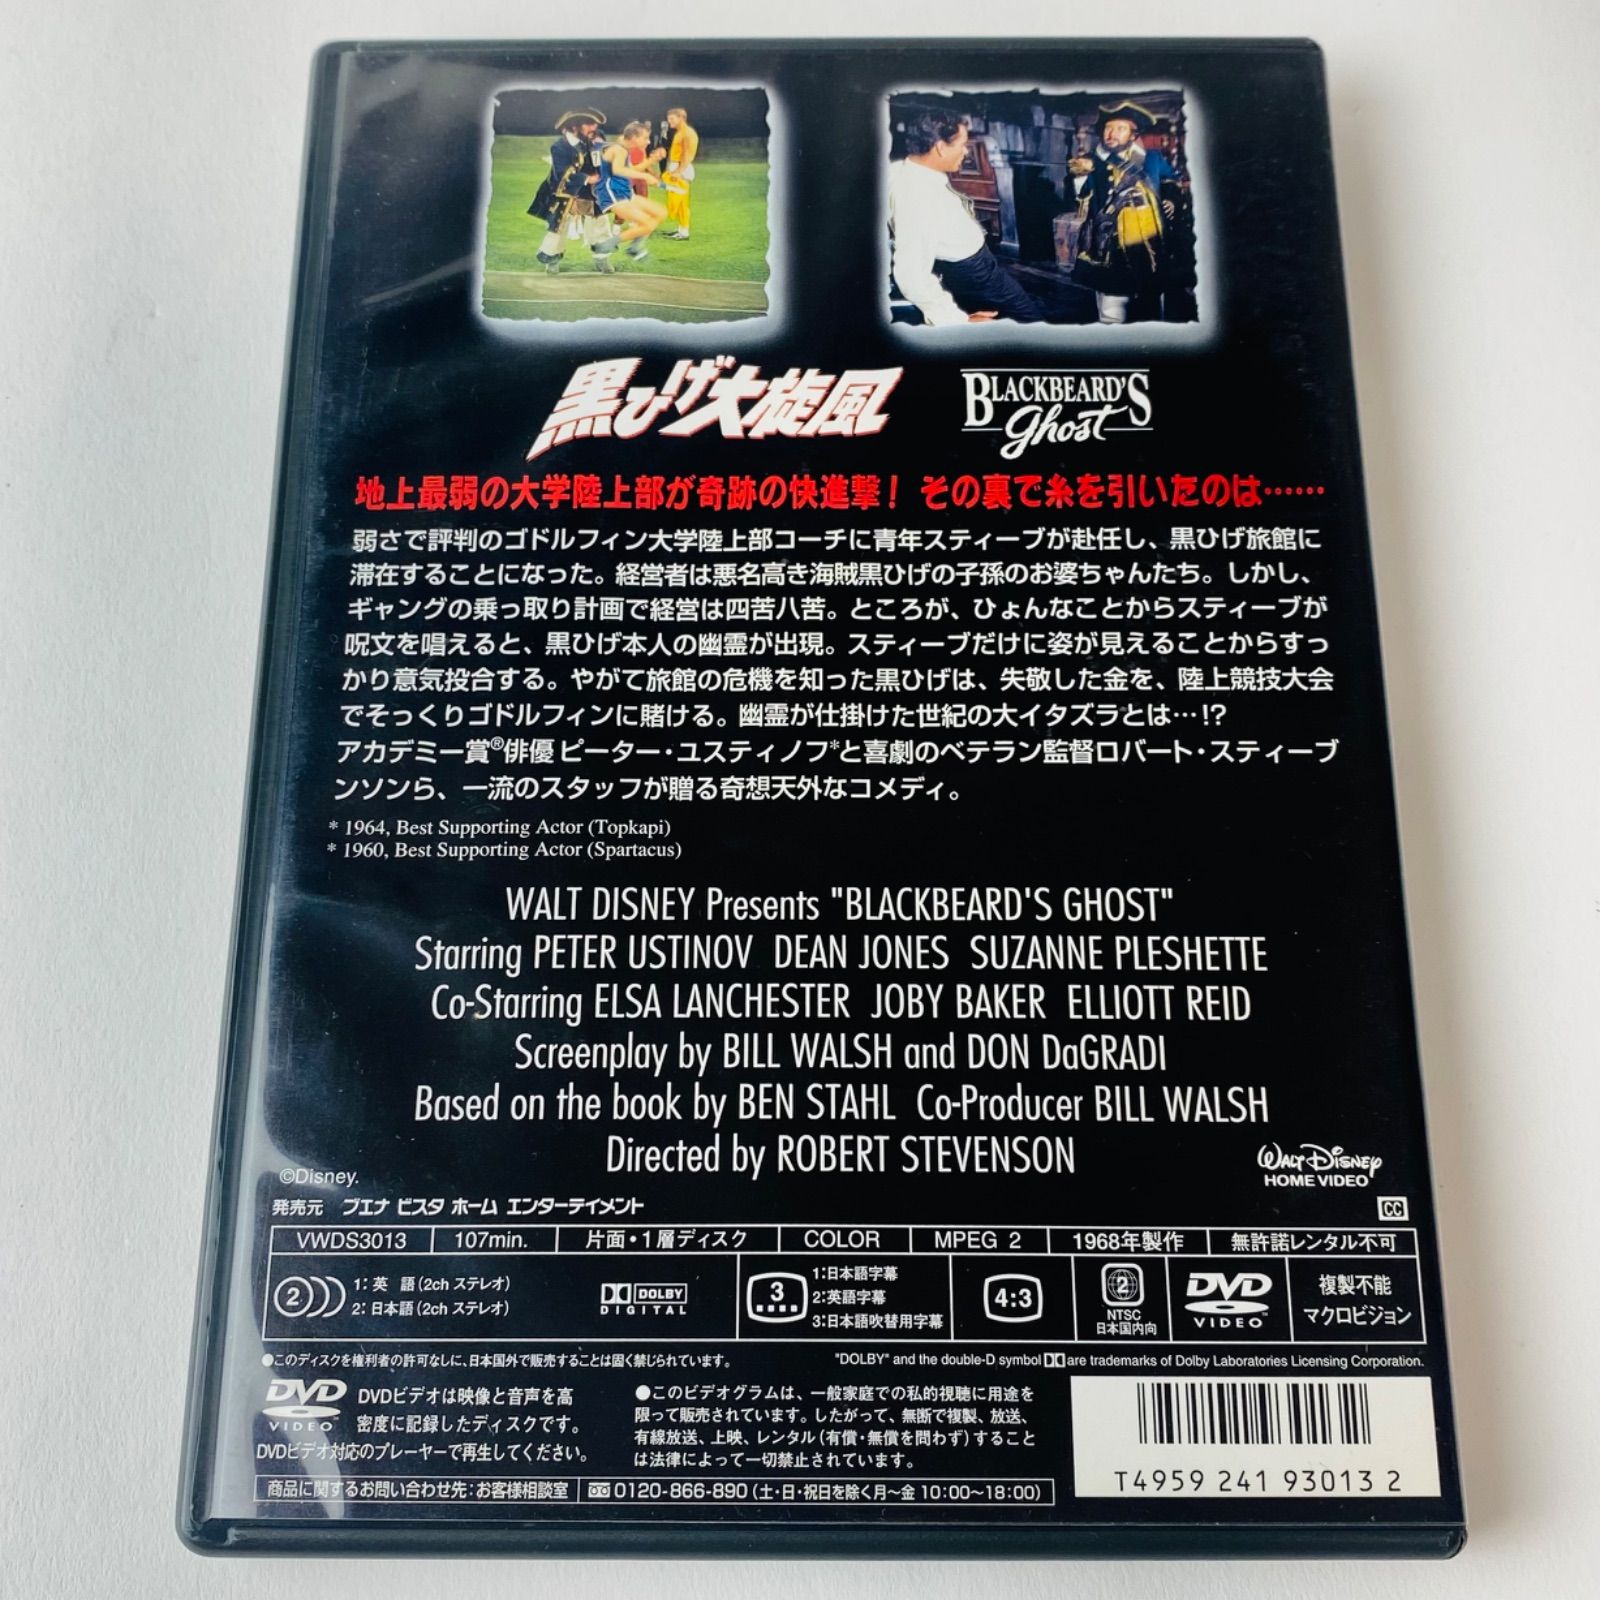 黒ひげ大旋風
BLACKBEARD'S
Ghost
地上最弱の大学陸上部が奇跡の快進撃! その裏で糸を引いたのは……
弱さで評判のゴドルフィン大学陸上部コーチに青年スティーブが赴任し、黒ひげ旅館に
滞在することになった。経営者は悪名高き海賊黒ひげの子孫のお婆ちゃんたち。しかし、
ギャングの乗っ取り計画で経営は四苦八苦。ところが、ひょんなことからスティーブが
呪文を唱えると、黒ひげ本人の幽霊が出現。スティーブだけに姿が見えることからすっ
かり意気投合する。やがて旅館の危機を知った黒ひげは、失敬した金を、陸上競技大会
でそっくりゴドルフィンに賭ける。幽霊が仕掛けた世紀の大イタズラとは…!?
アカデミー賞®俳優 ピーター・ユスティノフ*と喜劇のベテラン監督ロバート・スティーブ
ンソンら、一流のスタッフが贈る奇想天外なコメディ。
* 1964, Best Supporting Actor (Topkapi)
* 1960, Best Supporting Actor (Spartacus)
WALT DISNEY Presents "BLACKBEARD'S GHOST"
Starring PETER USTINOV DEAN JONES SUZANNE PLESHETTE
Co-Starring ELSA LANCHESTER JOBY BAKER ELLIOTT REID
Screenplay by BILL WALSH and DON DaGRADI
Based on the book by BEN STAHL Co-Producer BILL WALSH
Directed by ROBERT STEVENSON
©Disney.
WALT DISNEY
HOME VIDEO
発売元 ブエナ ビスタ ホーム エンターテイメント
CC
VWDS3013 107min. 片面・1層ディスク COLOR MPEG 2 1968年製作 無許諾レンタル不可
2
1: 英 語 (2ch ステレオ)
2: 日本語 (2ch ステレオ)
DOLBY
DIGITAL
3
1:日本語字幕
2:英語字幕
3:日本語吹替用字幕
4:3
2
NTSC
日本国内向
DVD
VIDEO
複製不能
マクロビジョン
●このディスクを権利者の許可なしに、日本国外で販売することは固く禁じられています。
"DOLBY" and the double-D symbol are trademarks of Dolby Laboratories Licensing Corporation.
DVD
VIDEO
DVDビデオは映像と音声を高
密度に記録したディスクです。
DVDビデオ対応のプレーヤーで再生してください。
●このビデオグラムは、一般家庭での私的視聴に用途を
限って販売されています。したがって、無断で複製、放送、
有線放送、上映、レンタル(有償・無償を問わず)すること
は法律によって一切禁止されています。
商品に関するお問い合わせ先:お客様相談室 0120-866-890 (土・日・祝日を除く月〜金 10:00〜18:00)
T4959 241 93013 2